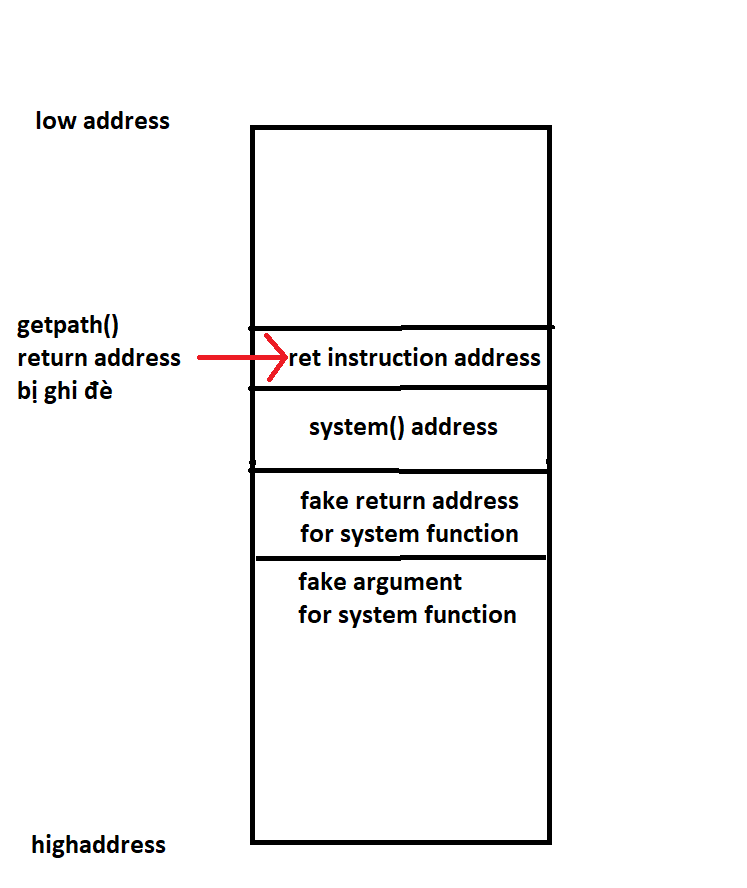 low address
getpath()
return address
bị ghi đè
ret instruction address
system() address
fake return address
for system function
fake argument
for system function
highaddress